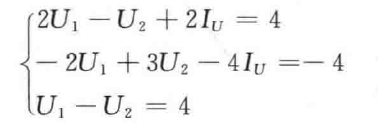 2U₁ − U₂ + 2I_U = 4
− 2U₁ + 3U₂ − 4I_U = − 4
U₁ − U₂ = 4